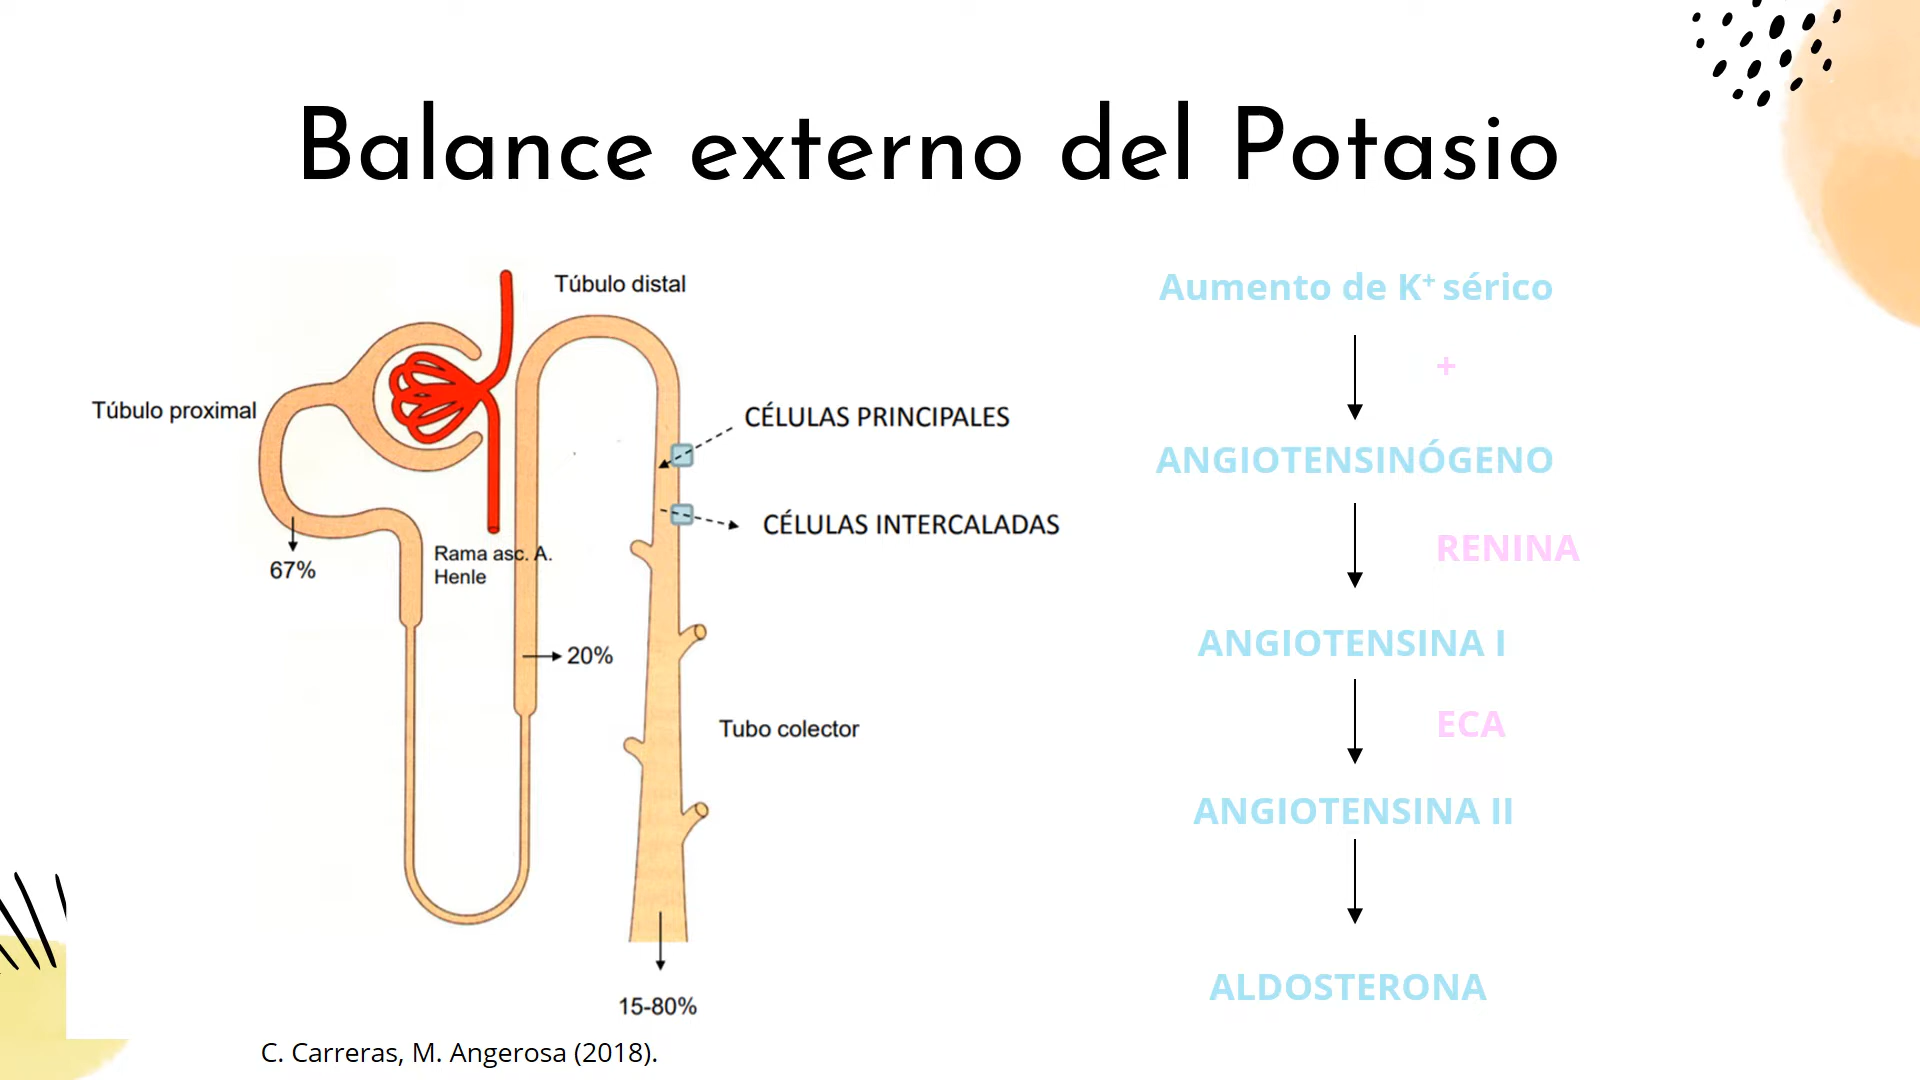 Balance externo del Potasio
Túbulo distal
Túbulo proximal
CÉLULAS PRINCIPALES
CÉLULAS INTERCALADAS
Rama asc. A.
Henle
67%
20%
Tubo colector
15-80%
C. Carreras, M. Angerosa (2018).
Aumento de K⁺ sérico
+
ANGIOTENSINÓGENO
RENINA
ANGIOTENSINA I
ECA
ANGIOTENSINA II
ALDOSTERONA